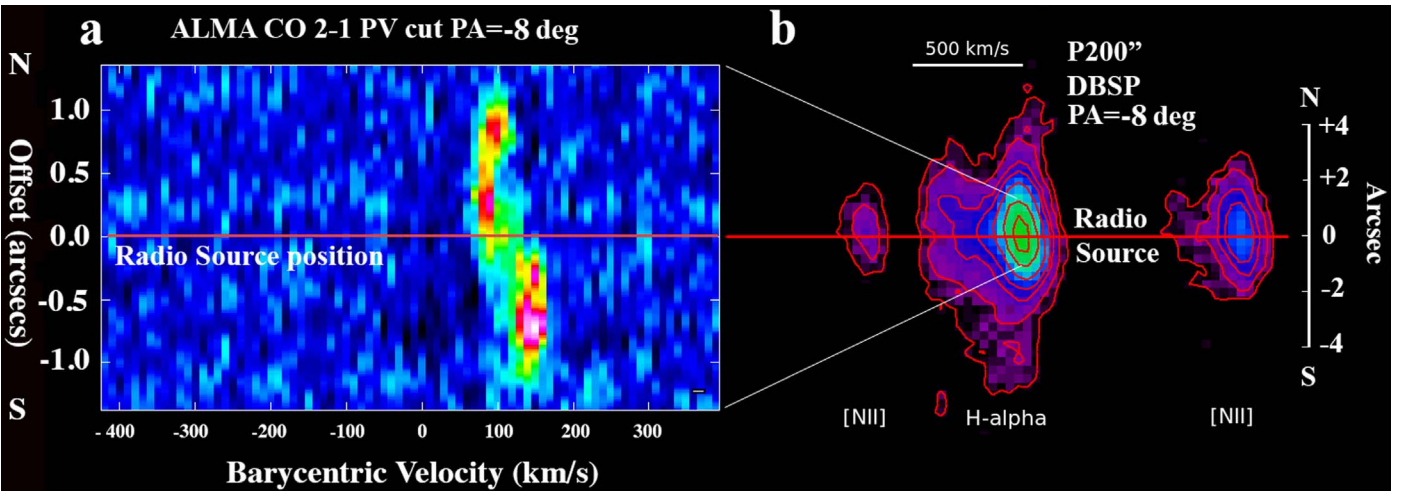 a
ALMA CO 2-1 PV cut PA=-8 deg
N
Offset (arcsecs)
S
1.0
0.5
0.0
-0.5
-1.0
Radio Source position
- 400
-300
-200
-100
0
100
200
300
Barycentric Velocity (km/s)
b
500 km/s
P200”
DBSP
PA=-8 deg
Radio
Source
N
+4
+2
0
-2
-4
S
Arcsec
[NII]
H-alpha
[NII]